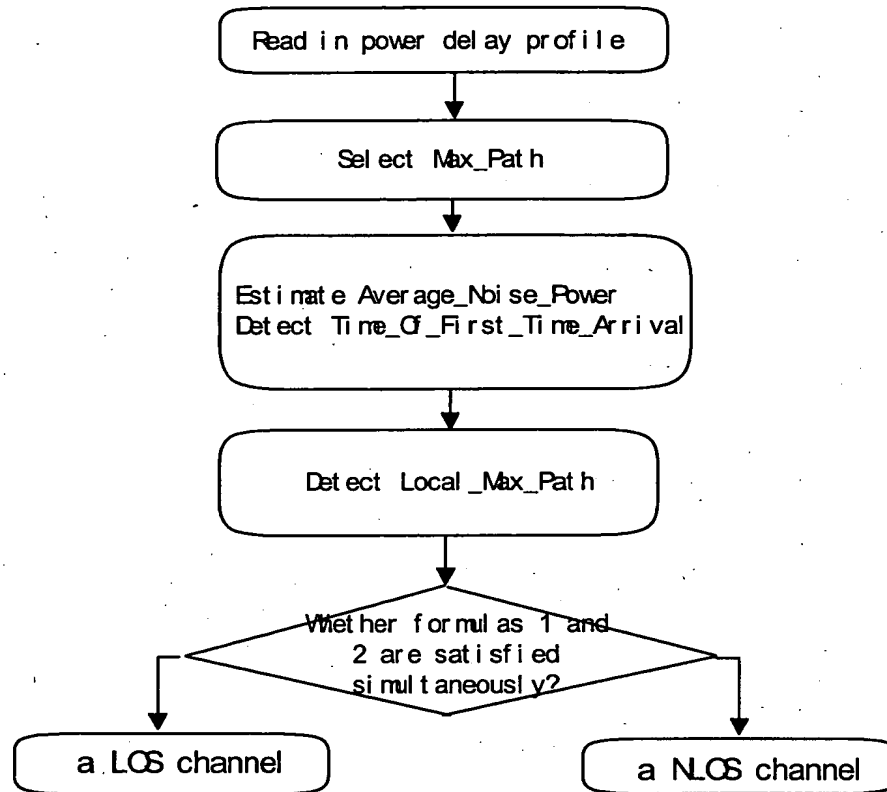 Read in power delay profile
Select Max_Path
Estimate Average_Noise_Power
Detect Time_Of_First_Time_Arrival
Detect Local_Max_Path
Whether formulas 1 and
2 are satisfied
simultaneously?
a LOS channel
a NLOS channel